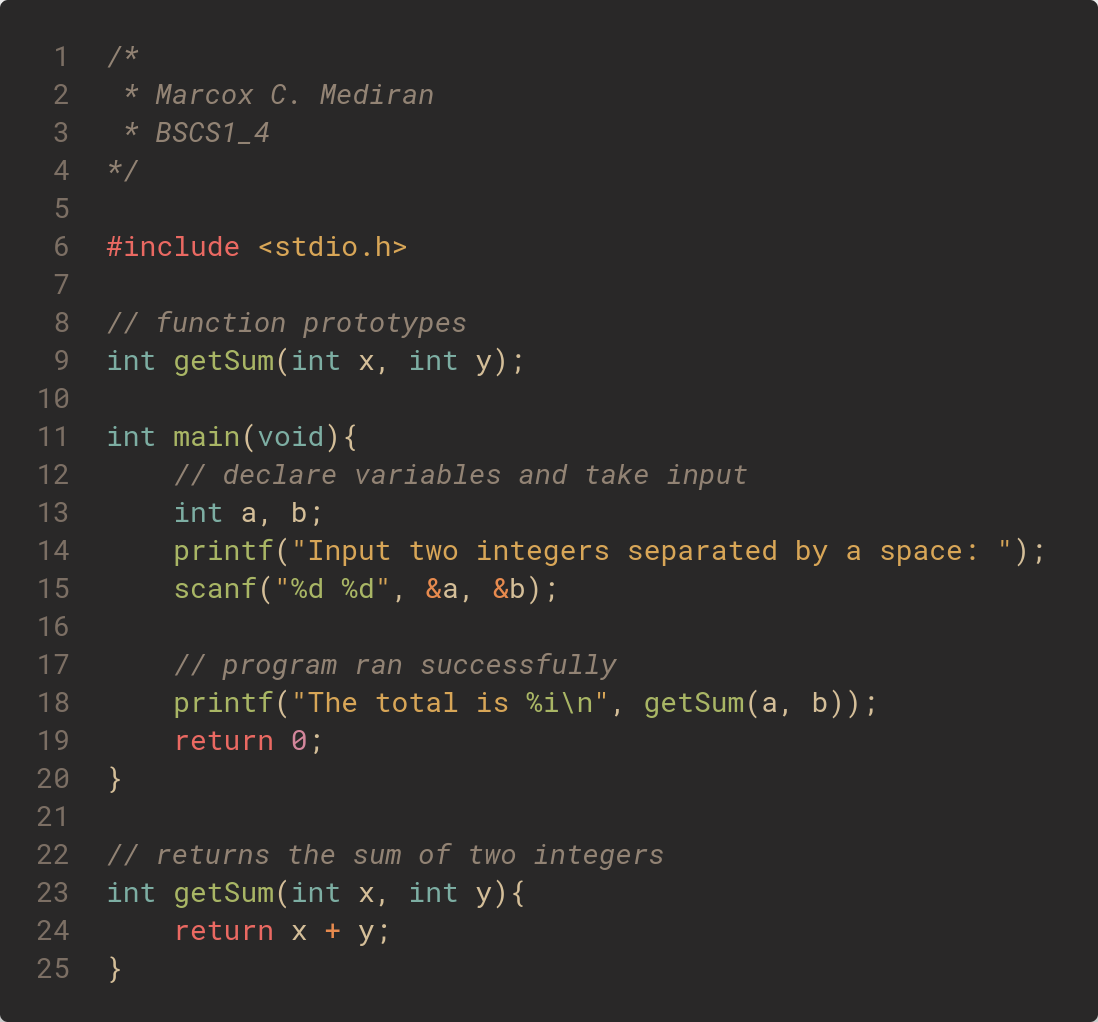 1 /*
2  * Marcox C. Mediran
3  * BSCS1_4
4 */
5
6 #include <stdio.h>
7
8 // function prototypes
9 int getSum(int x, int y);
10
11 int main(void){
12     // declare variables and take input
13     int a, b;
14     printf("Input two integers separated by a space: ");
15     scanf("%d %d", &a, &b);
16
17     // program ran successfully
18     printf("The total is %i\n", getSum(a, b));
19     return 0;
20 }
21
22 // returns the sum of two integers
23 int getSum(int x, int y){
24     return x + y;
25 }